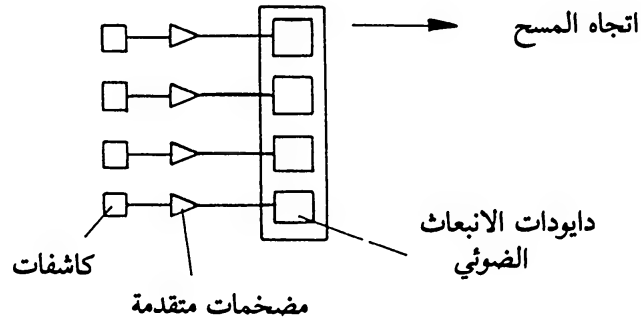 اتجاه المسح
دايودات الانبعاث
الضوئي
كاشفات
مضخمات متقدمة